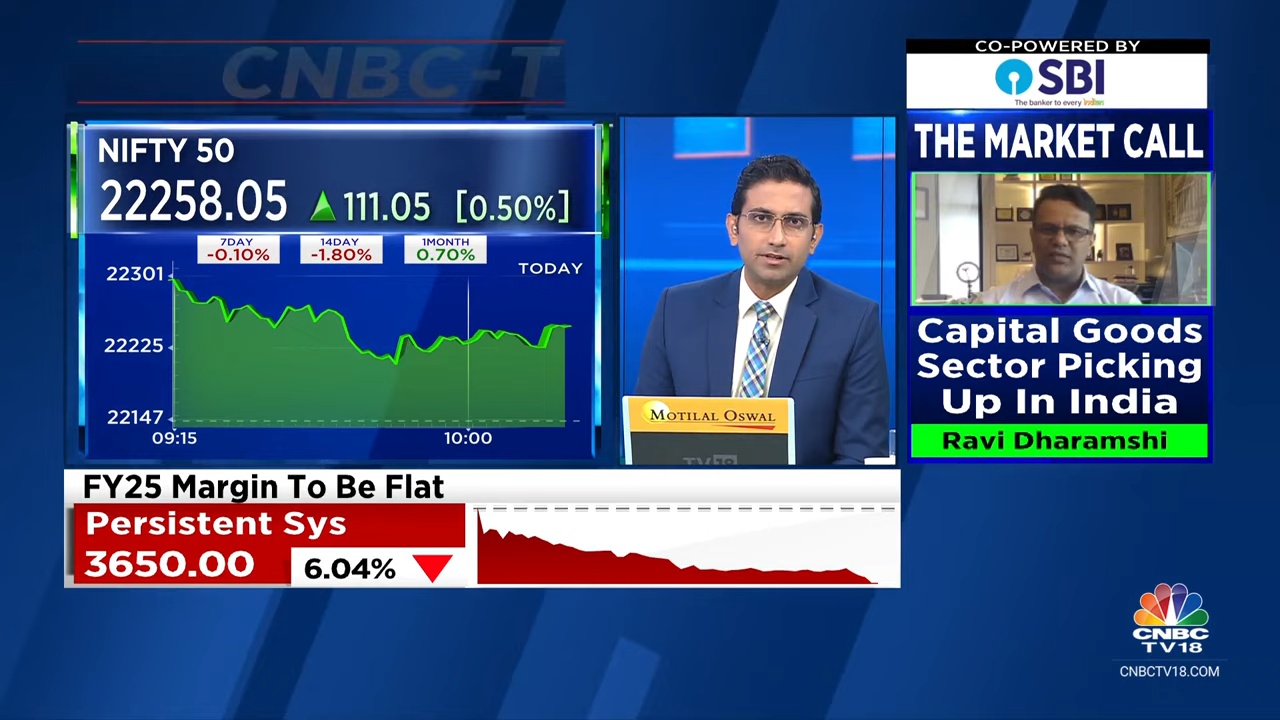 CNBC-T
NIFTY 50
22258.05 ▲ 111.05 [0.50%]
7DAY
-0.10%
14DAY
-1.80%
1MONTH
0.70%
TODAY
22301
22225
22147
09:15
10:00
MOTILAL OSWAL
TV18
CO-POWERED BY
SBI
The banker to every Indian
THE MARKET CALL
Capital Goods
Sector Picking
Up In India
Ravi Dharamshi
FY25 Margin To Be Flat
Persistent Sys
3650.00
6.04% ▼
CNBC
TV18
CNBCTV18.COM